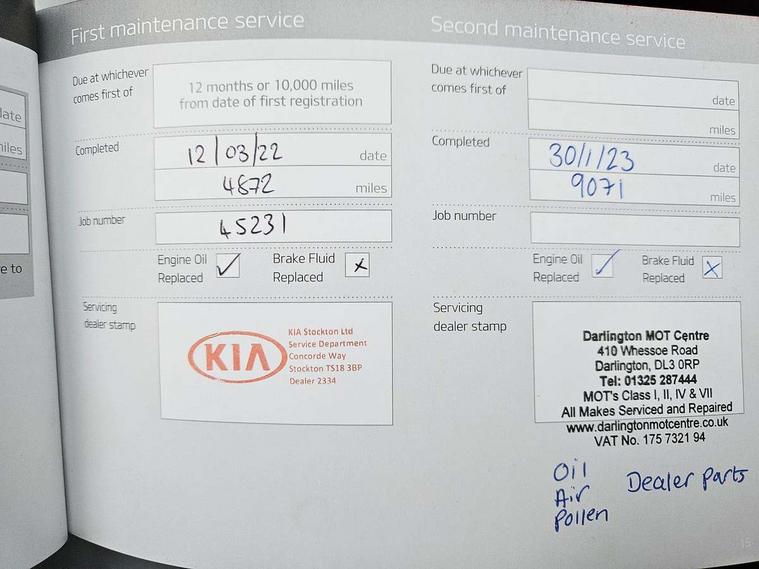 ate
iles
e to
First maintenance service
Due at whichever
comes first of
12 months or 10,000 miles
from date of first registration
Completed
12/03/22 date
4872 miles
Job number
45231
Engine Oil
Replaced ✓
Brake Fluid
Replaced x
Servicing
dealer stamp
KIA
KIA Stockton Ltd
Service Department
Concorde Way
Stockton TS18 3BP
Dealer 2334
Second maintenance service
Due at whichever
comes first of
date
miles
Completed
30/1/23 date
9071 miles
Job number
Engine Oil
Replaced ✓
Brake Fluid
Replaced x
Servicing
dealer stamp
Darlington MOT Centre
410 Whessoe Road
Darlington, DL3 0RP
Tel: 01325 287444
MOT's Class I, II, IV & VII
All Makes Serviced and Repaired
www.darlingtonmotcentre.co.uk
VAT No. 175 7321 94
Oil
Air
Pollen
Dealer Parts
15